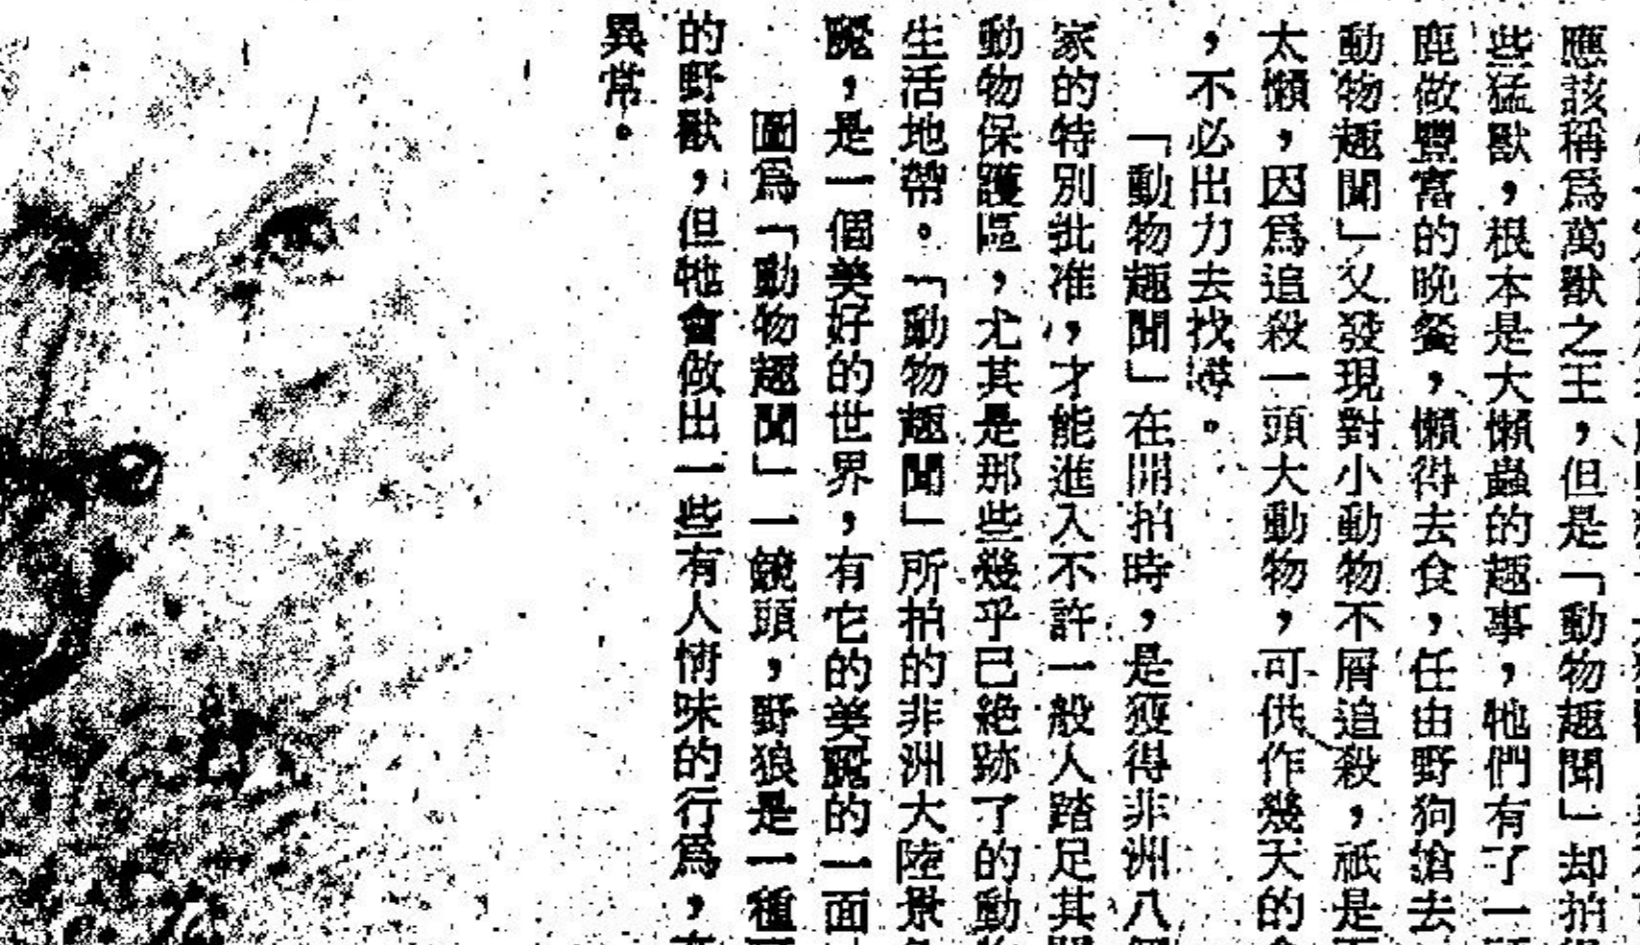 應該稱爲萬獸之王，但是「動物趣聞」却拍
些猛獸，根本是大懶蟲的趣事，牠們有了一
鹿做豐富的晚餐，懶得去食，任由野狗搶去
動物趣聞」又發現對小動物不屑追殺，祇是
太懶，因爲追殺一頭大動物，可供作幾天的
，不必出力去找尋。
「動物趣聞」在開拍時，是獲得非洲八
家的特別批准，才能進入不許一般人踏足其
動物保護區，尤其是那些幾乎已絶跡了的動
生活地帶。「動物趣聞」所拍的非洲大陸景
麗，是一個美好的世界，有它的美麗的一面
圖爲「動物趣聞」一鏡頭，野狼是一種
的野獸，但牠會做出一些有人情味的行爲，
異常。